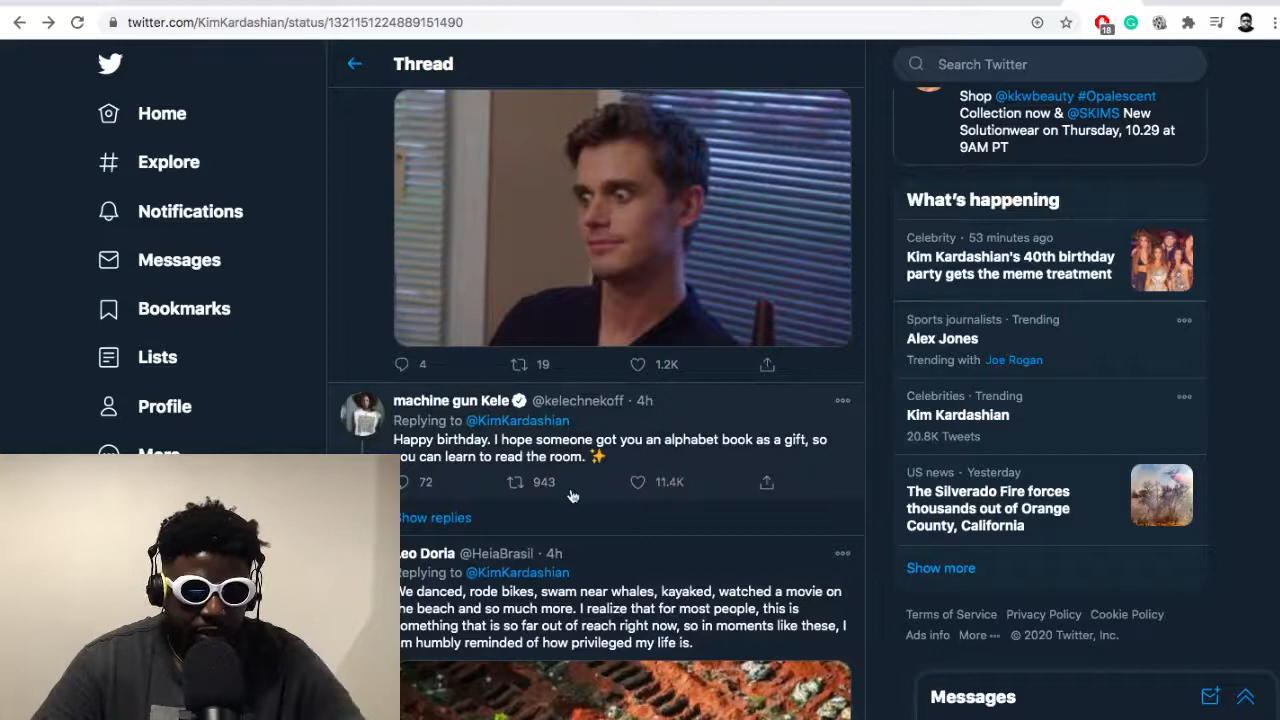 twitter.com/KimKardashian/status/1321151224889151490
18
Home
Explore
Notifications
Messages
Bookmarks
Lists
Profile
Thread
4
19
1.2K
machine gun Kele @kelechnekoff · 4h
Replying to @KimKardashian
Happy birthday. I hope someone got you an alphabet book as a gift, so
you can learn to read the room. ✨
72
943
11.4K
Show replies
Leo Doria @HeiaBrasil · 4h
Replying to @KimKardashian
We danced, rode bikes, swam near whales, kayaked, watched a movie on
the beach and so much more. I realize that for most people, this is
something that is so far out of reach right now, so in moments like these, I
am humbly reminded of how privileged my life is.
Search Twitter
Shop @kkwbeauty #Opalescent
Collection now & @SKIMS New
Solutionwear on Thursday, 10.29 at
9AM PT
What's happening
Celebrity · 53 minutes ago
Kim Kardashian's 40th birthday
party gets the meme treatment
Sports journalists · Trending
Alex Jones
Trending with Joe Rogan
Celebrities · Trending
Kim Kardashian
20.8K Tweets
US news · Yesterday
The Silverado Fire forces
thousands out of Orange
County, California
Show more
Terms of Service Privacy Policy Cookie Policy
Ads info More ··· © 2020 Twitter, Inc.
Messages